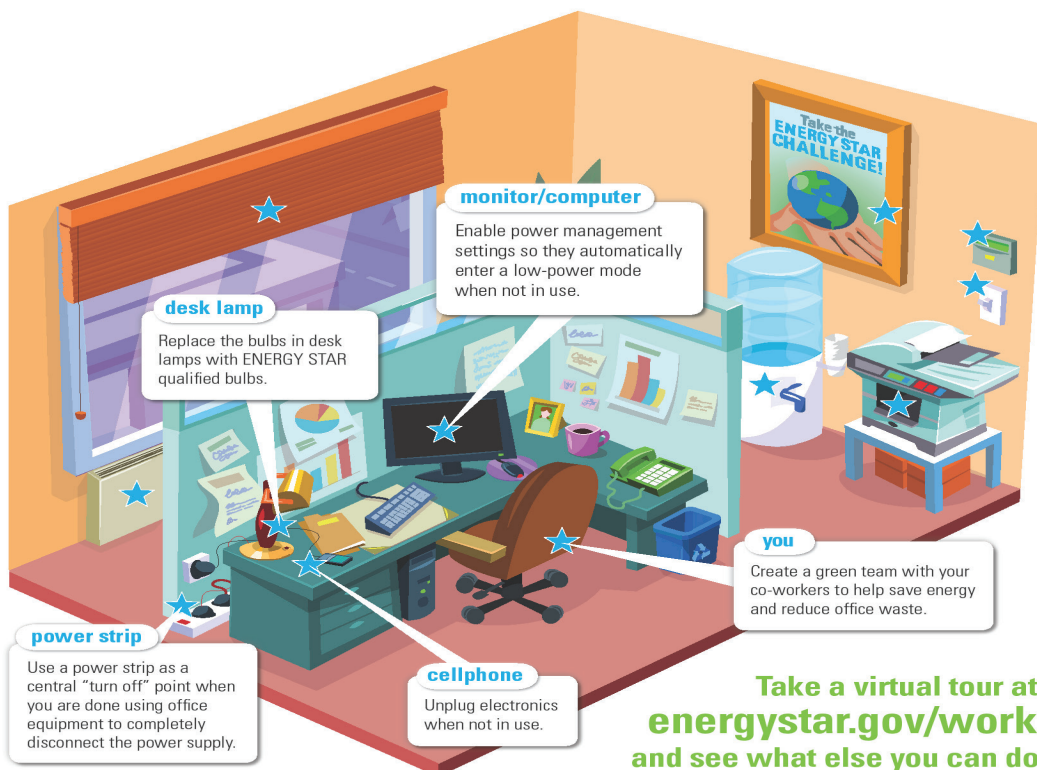 Take the
ENERGY STAR
CHALLENGE!
monitor/computer
Enable power management
settings so they automatically
enter a low-power mode
when not in use.
desk lamp
Replace the bulbs in desk
lamps with ENERGY STAR
qualified bulbs.
you
Create a green team with your
co-workers to help save energy
and reduce office waste.
power strip
Use a power strip as a
central “turn off” point when
you are done using office
equipment to completely
disconnect the power supply.
cellphone
Unplug electronics
when not in use.
Take a virtual tour at
energystar.gov/work
and see what else you can do